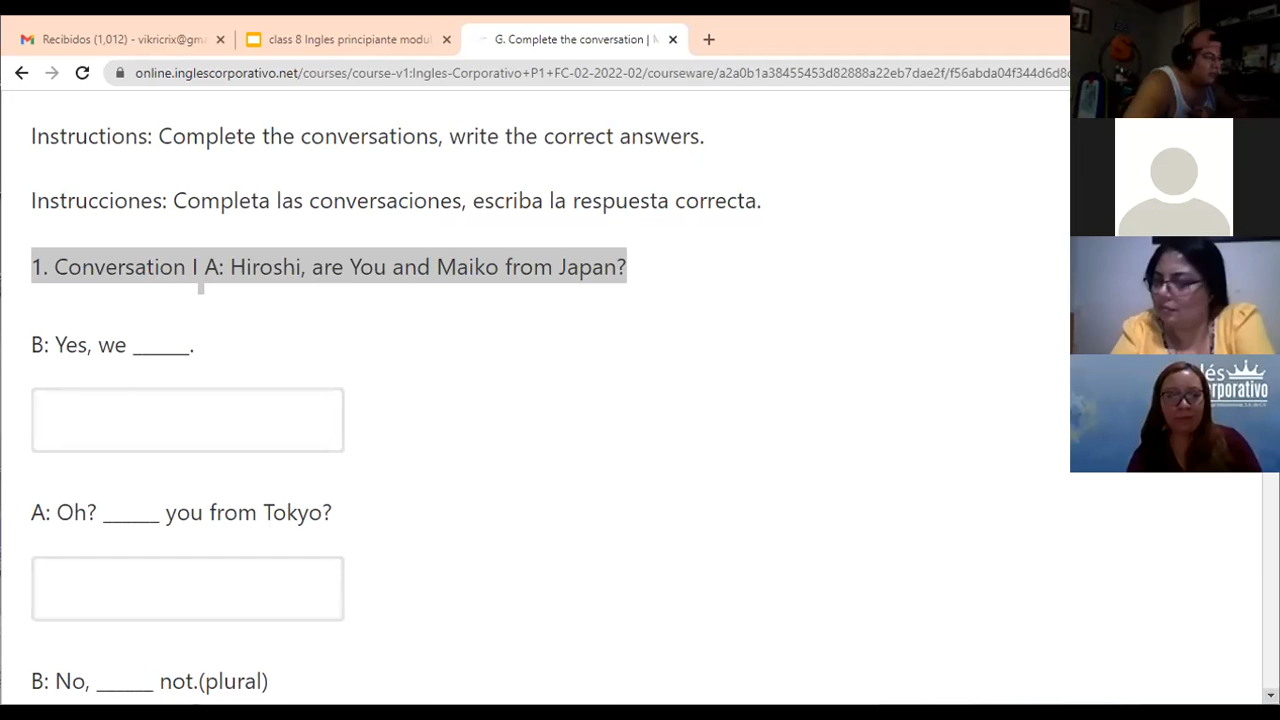 Recibidos (1,012) - vikricrix@gm
class 8 Ingles principiante modul
G. Complete the conversation |
online.inglescorporativo.net/courses/course-v1:Ingles-Corporativo+P1+FC-02-2022-02/courseware/a2a0b1a38455453d82888a22eb7dae2f/f56abda04f344d6d8c
Instructions: Complete the conversations, write the correct answers.
Instrucciones: Completa las conversaciones, escriba la respuesta correcta.
1. Conversation I A: Hiroshi, are You and Maiko from Japan?
B: Yes, we ______.
A: Oh? ______ you from Tokyo?
B: No, ______ not.(plural)
lés
orporativo